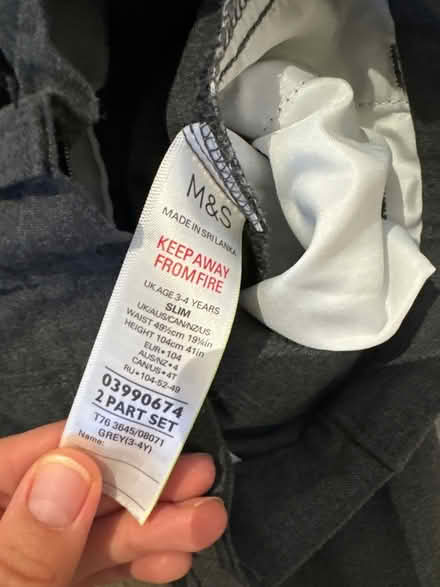 M&S
MADE IN SRI LANKA
KEEP AWAY
FROM FIRE
UK AGE 3-4 YEARS
SLIM
UK/AUS/CAN/NZ/US
WAIST 49½cm 19¼in
HEIGHT 104cm 41in
EUR•104
AUS/NZ•4
CAN/US•4T
RU•104-52-49
03990674
2 PART SET
T76 3645/08071
GREY(3-4Y)
Name: